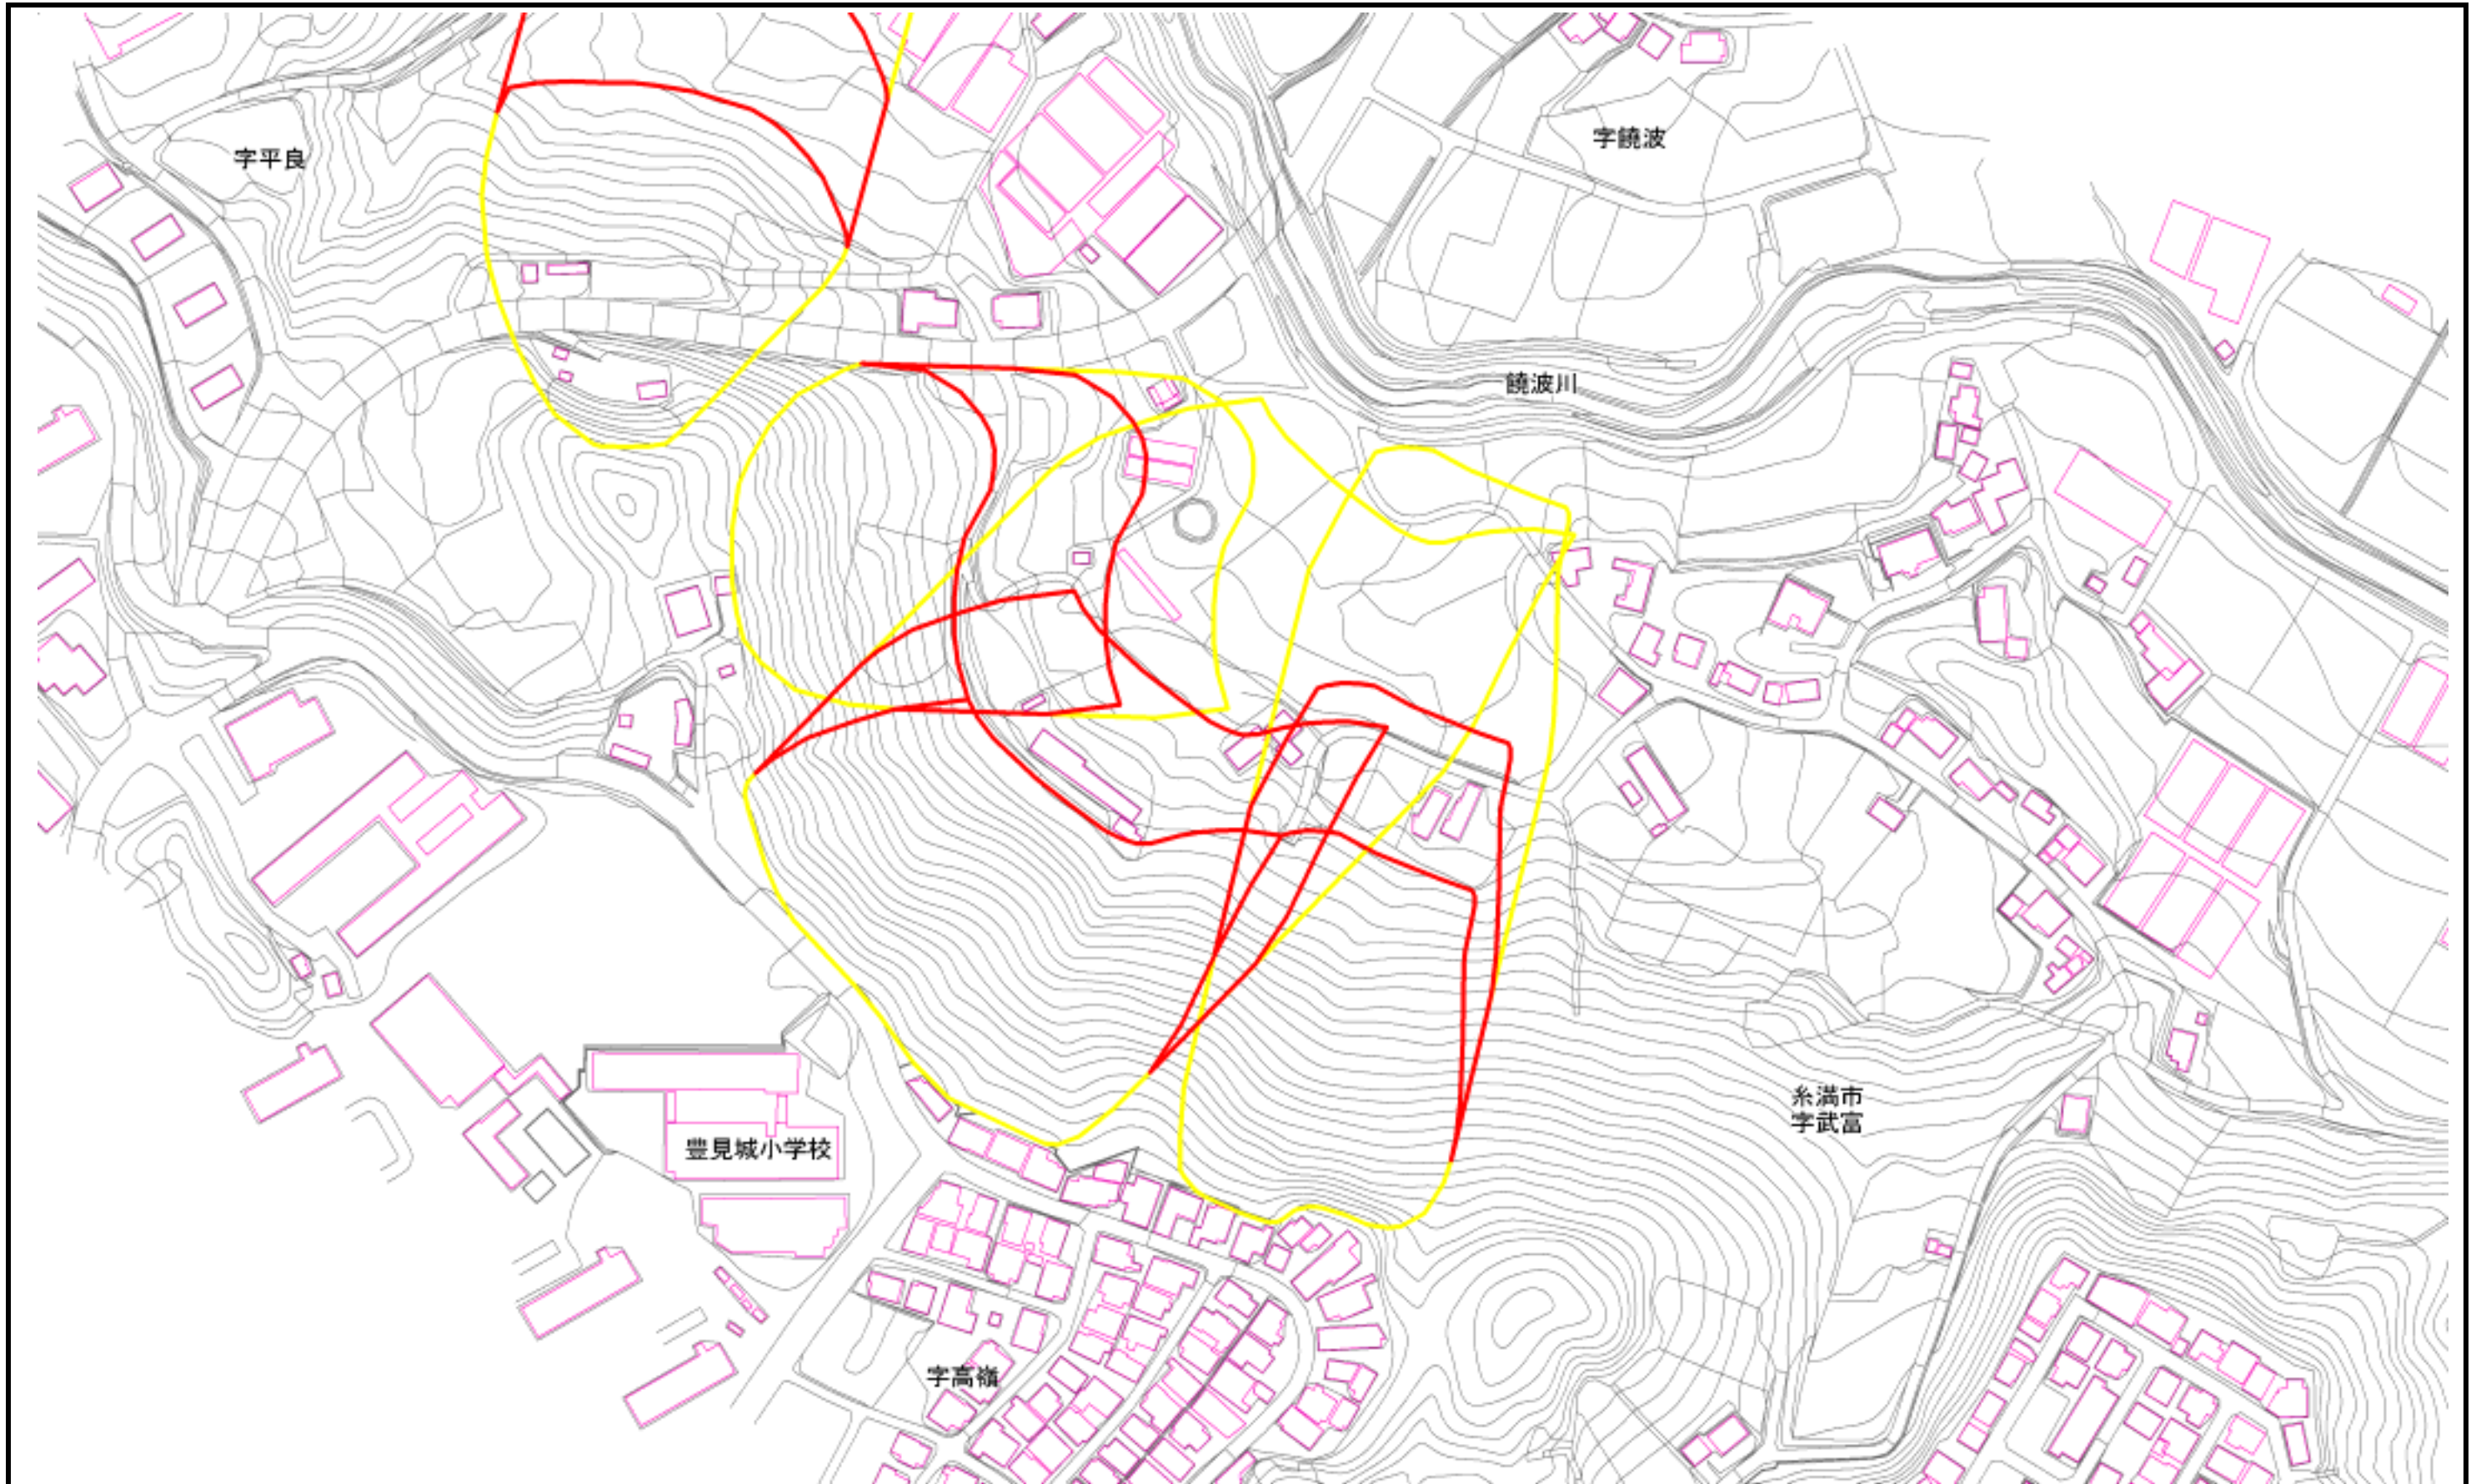 字饒波
字平良
饒波川
糸満市
字武富
豊見城小学校
字高嶺